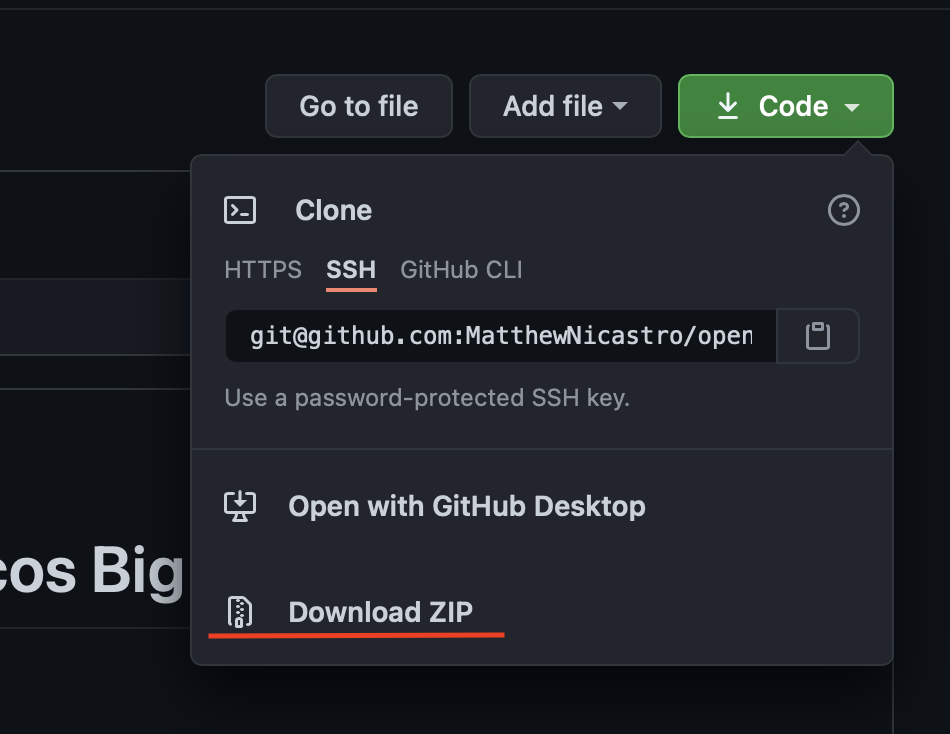 Go to file Add file Code
Clone
HTTPS SSH GitHub CLI
git@github.com:MatthewNicastro/open
Use a password-protected SSH key.
Open with GitHub Desktop
cos Big
Download ZIP